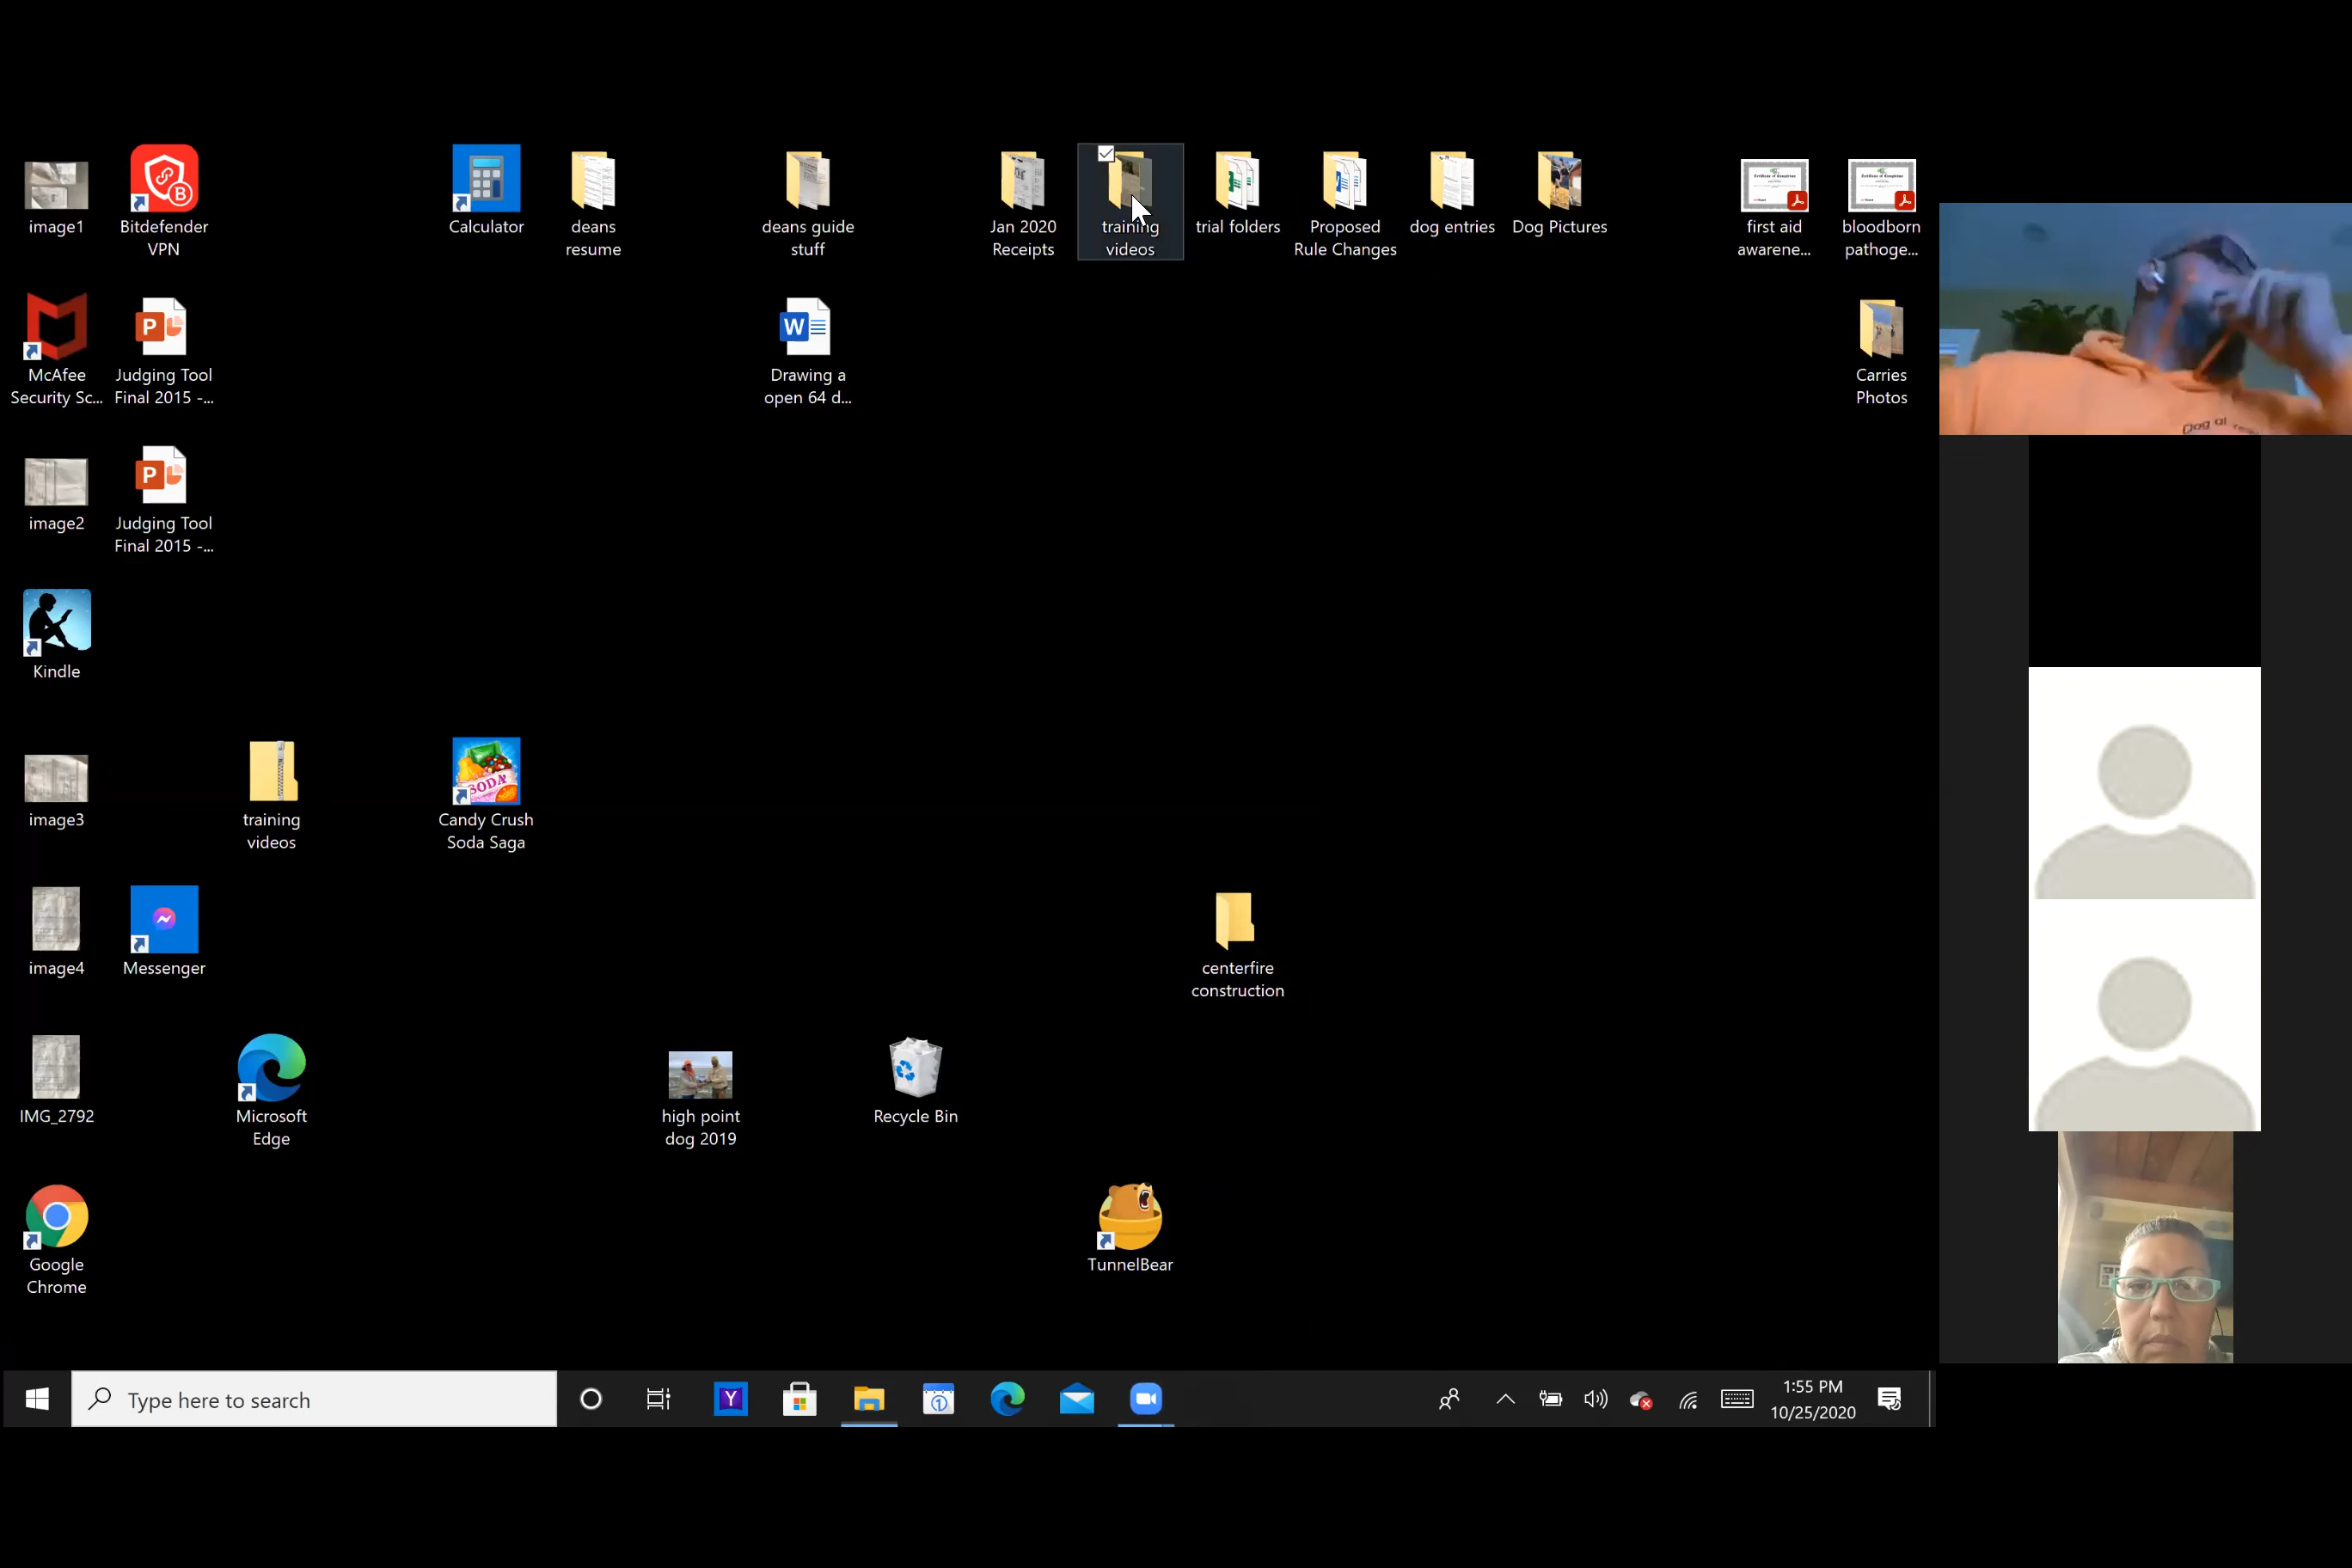 image1
Bitdefender
VPN
Calculator
deans
resume
deans guide
stuff
Jan 2020
Receipts
training
videos
trial folders
Proposed
Rule Changes
dog entries
Dog Pictures
first aid
awarene...
bloodborn
pathoge...
McAfee
Security Sc...
Judging Tool
Final 2015 -...
Drawing a
open 64 d...
Carries
Photos
image2
Judging Tool
Final 2015 -...
Kindle
image3
training
videos
SODA
Candy Crush
Soda Saga
image4
Messenger
centerfire
construction
IMG_2792
Microsoft
Edge
high point
dog 2019
Recycle Bin
Google
Chrome
TunnelBear
Type here to search
1:55 PM
10/25/2020